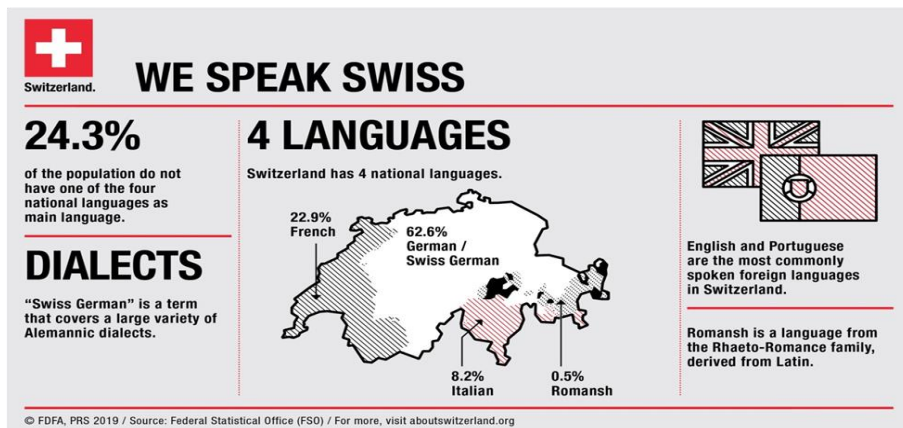 Switzerland.
WE SPEAK SWISS
24.3%
of the population do not
have one of the four
national languages as
main language.
DIALECTS
“Swiss German” is a term
that covers a large variety of
Alemannic dialects.
4 LANGUAGES
Switzerland has 4 national languages.
22.9%
French
62.6%
German /
Swiss German
8.2%
Italian
0.5%
Romansh
English and Portuguese
are the most commonly
spoken foreign languages
in Switzerland.
Romansh is a language from
the Rhaeto-Romance family,
derived from Latin.
© FDFA, PRS 2019 / Source: Federal Statistical Office (FSO) / For more, visit aboutswitzerland.org